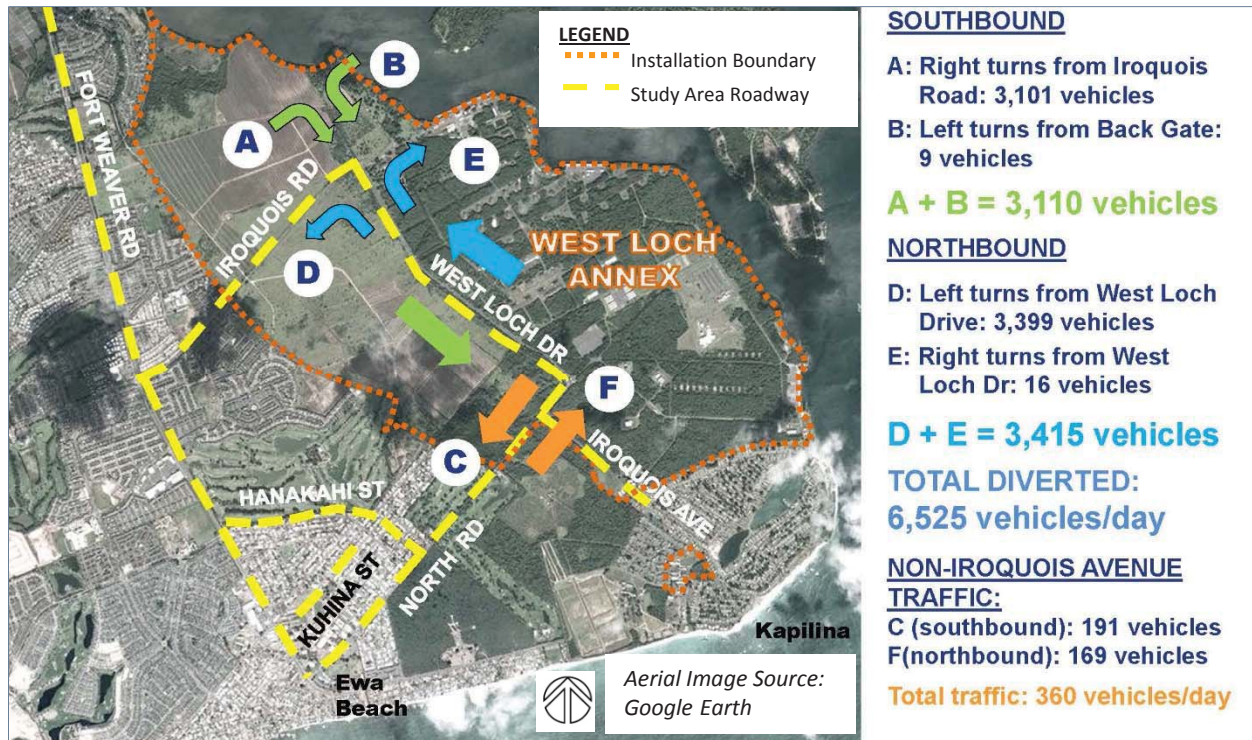 LEGEND
Installation Boundary
Study Area Roadway
FORT WEAVER RD
A
B
E
IROQUOIS RD
D
WEST LOCH
ANNEX
WEST LOCH DR
F
C
IROQUOIS AVE
HANAKAHI ST
KUHINA ST
NORTH RD
Kapilina
Ewa
Beach
Aerial Image Source:
Google Earth
SOUTHBOUND
A: Right turns from Iroquois
Road: 3,101 vehicles
B: Left turns from Back Gate:
9 vehicles
A + B = 3,110 vehicles
NORTHBOUND
D: Left turns from West Loch
Drive: 3,399 vehicles
E: Right turns from West
Loch Dr: 16 vehicles
D + E = 3,415 vehicles
TOTAL DIVERTED:
6,525 vehicles/day
NON-IROQUOIS AVENUE
TRAFFIC:
C (southbound): 191 vehicles
F(northbound): 169 vehicles
Total traffic: 360 vehicles/day